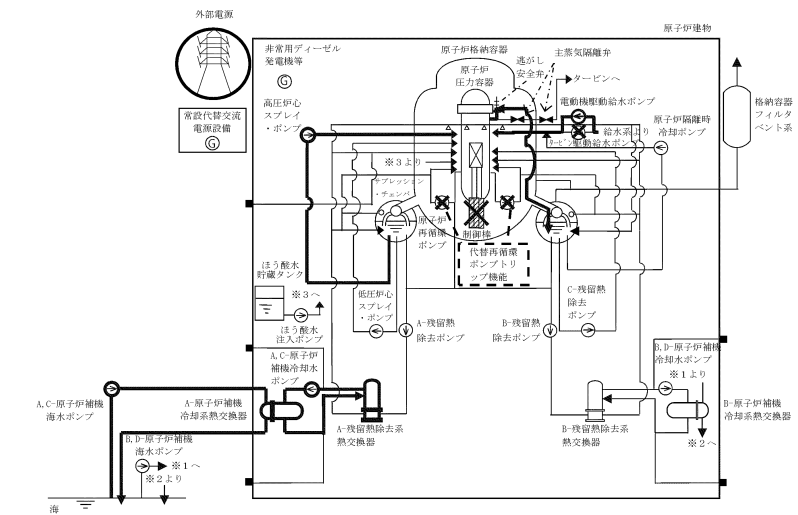 外部電源
常設代替交流
電源設備
G
原子炉建物
非常用ディーゼル
発電機等
G
高圧炉心
スプレイ
・ポンプ
原子炉格納容器
原子炉
圧力容器
逃がし
安全弁
主蒸気隔離弁
タービンへ
電動機駆動給水ポンプ
給水系より
タービン駆動給水ポンプ
原子炉隔離時
冷却ポンプ
格納容器
フィルタ
ベント系
※3より
サプレッション
・チェンバ
原子炉
再循環
ポンプ
制御棒
代替再循環
ポンプトリ
ップ機能
ほう酸水
貯蔵タンク
※3へ
ほう酸水
注入ポンプ
低圧炉心
スプレイ
・ポンプ
A-残留熱
除去ポンプ
B-残留熱
除去ポンプ
C-残留熱
除去
ポンプ
A,C-原子炉
補機冷却水
ポンプ
B,D-原子炉補機
冷却水ポンプ
※1より
A,C-原子炉補機
海水ポンプ
A-原子炉補機
冷却系熱交換器
A-残留熱除去系
熱交換器
B-残留熱除去系
熱交換器
B-原子炉補機
冷却系熱交換器
※2へ
B,D-原子炉補機
海水ポンプ
※1へ
※2より
海